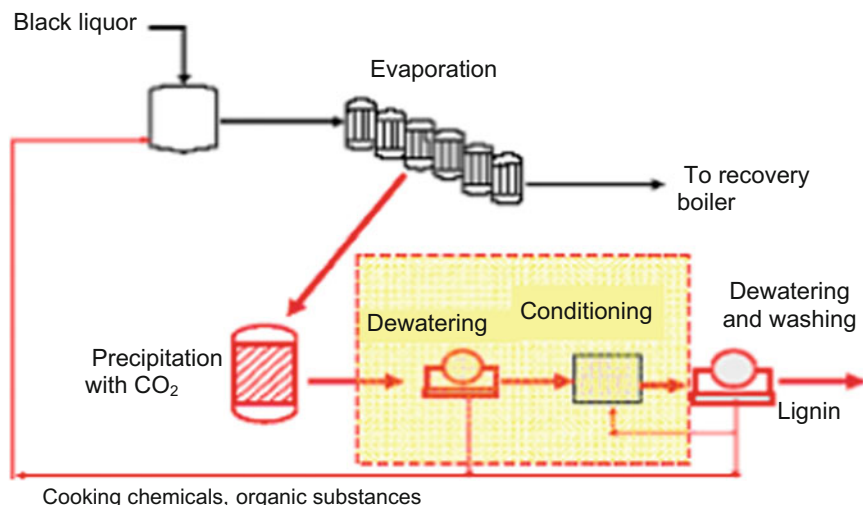 Black liquor
Evaporation
To recovery
boiler
Dewatering
Conditioning
Dewatering
and washing
Precipitation
with CO₂
Lignin
Cooking chemicals, organic substances